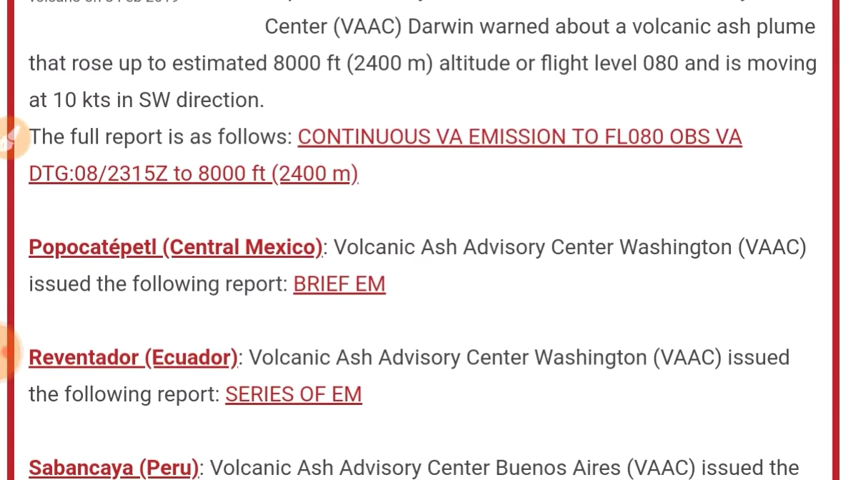 Center (VAAC) Darwin warned about a volcanic ash plume
that rose up to estimated 8000 ft (2400 m) altitude or flight level 080 and is moving
at 10 kts in SW direction.
The full report is as follows: CONTINUOUS VA EMISSION TO FL080 OBS VA
DTG:08/2315Z to 8000 ft (2400 m)
Popocatépetl (Central Mexico): Volcanic Ash Advisory Center Washington (VAAC)
issued the following report: BRIEF EM
Reventador (Ecuador): Volcanic Ash Advisory Center Washington (VAAC) issued
the following report: SERIES OF EM
Sabancaya (Peru): Volcanic Ash Advisory Center Buenos Aires (VAAC) issued the